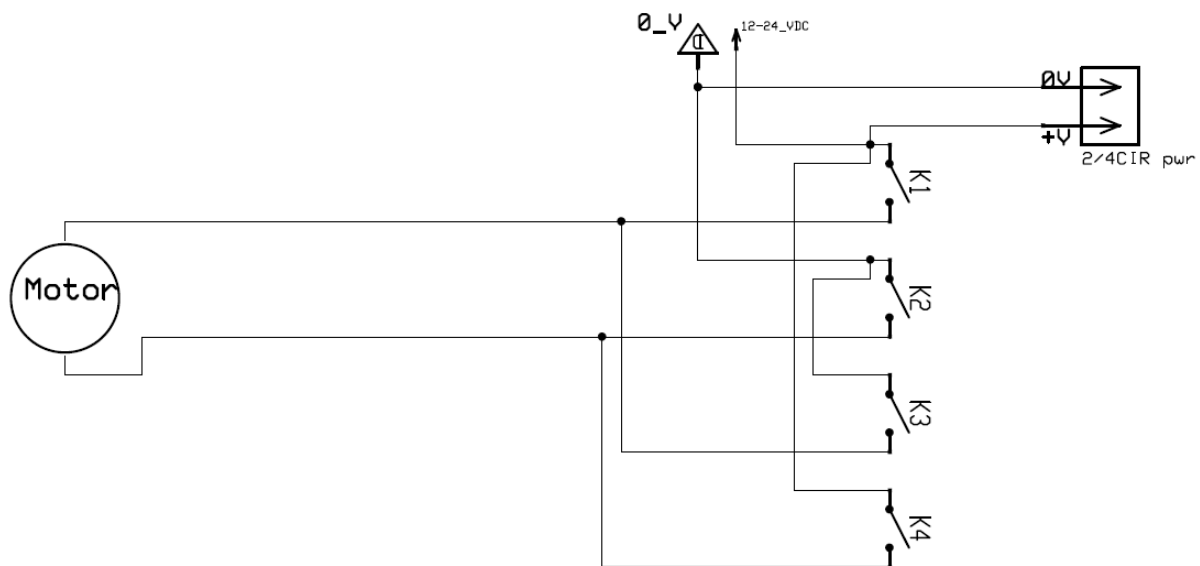 0_V
12-24_VDC
0V
+V
2/4CIR pwr
K1
Motor
K2
K3
K4